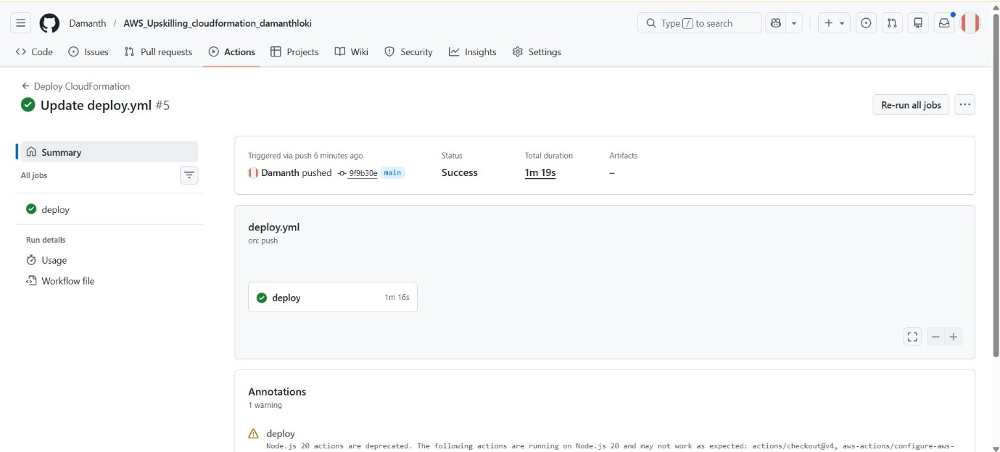 Damanth / AWS_Upskilling_cloudformation_damanthloki
Type / to search
Code Issues Pull requests Actions Projects Wiki Security Insights Settings
← Deploy CloudFormation
Update deploy.yml #5
Re-run all jobs
Summary
All jobs
deploy
Run details
Usage
Workflow file
Triggered via push 6 minutes ago
Damanth pushed 9f9b30e main
Status
Success
Total duration
1m 19s
Artifacts
–
deploy.yml
on: push
deploy 1m 16s
Annotations
1 warning
deploy
Node.js 20 actions are deprecated. The following actions are running on Node.js 20 and may not work as expected: actions/checkout@v4, aws-actions/configure-aws-